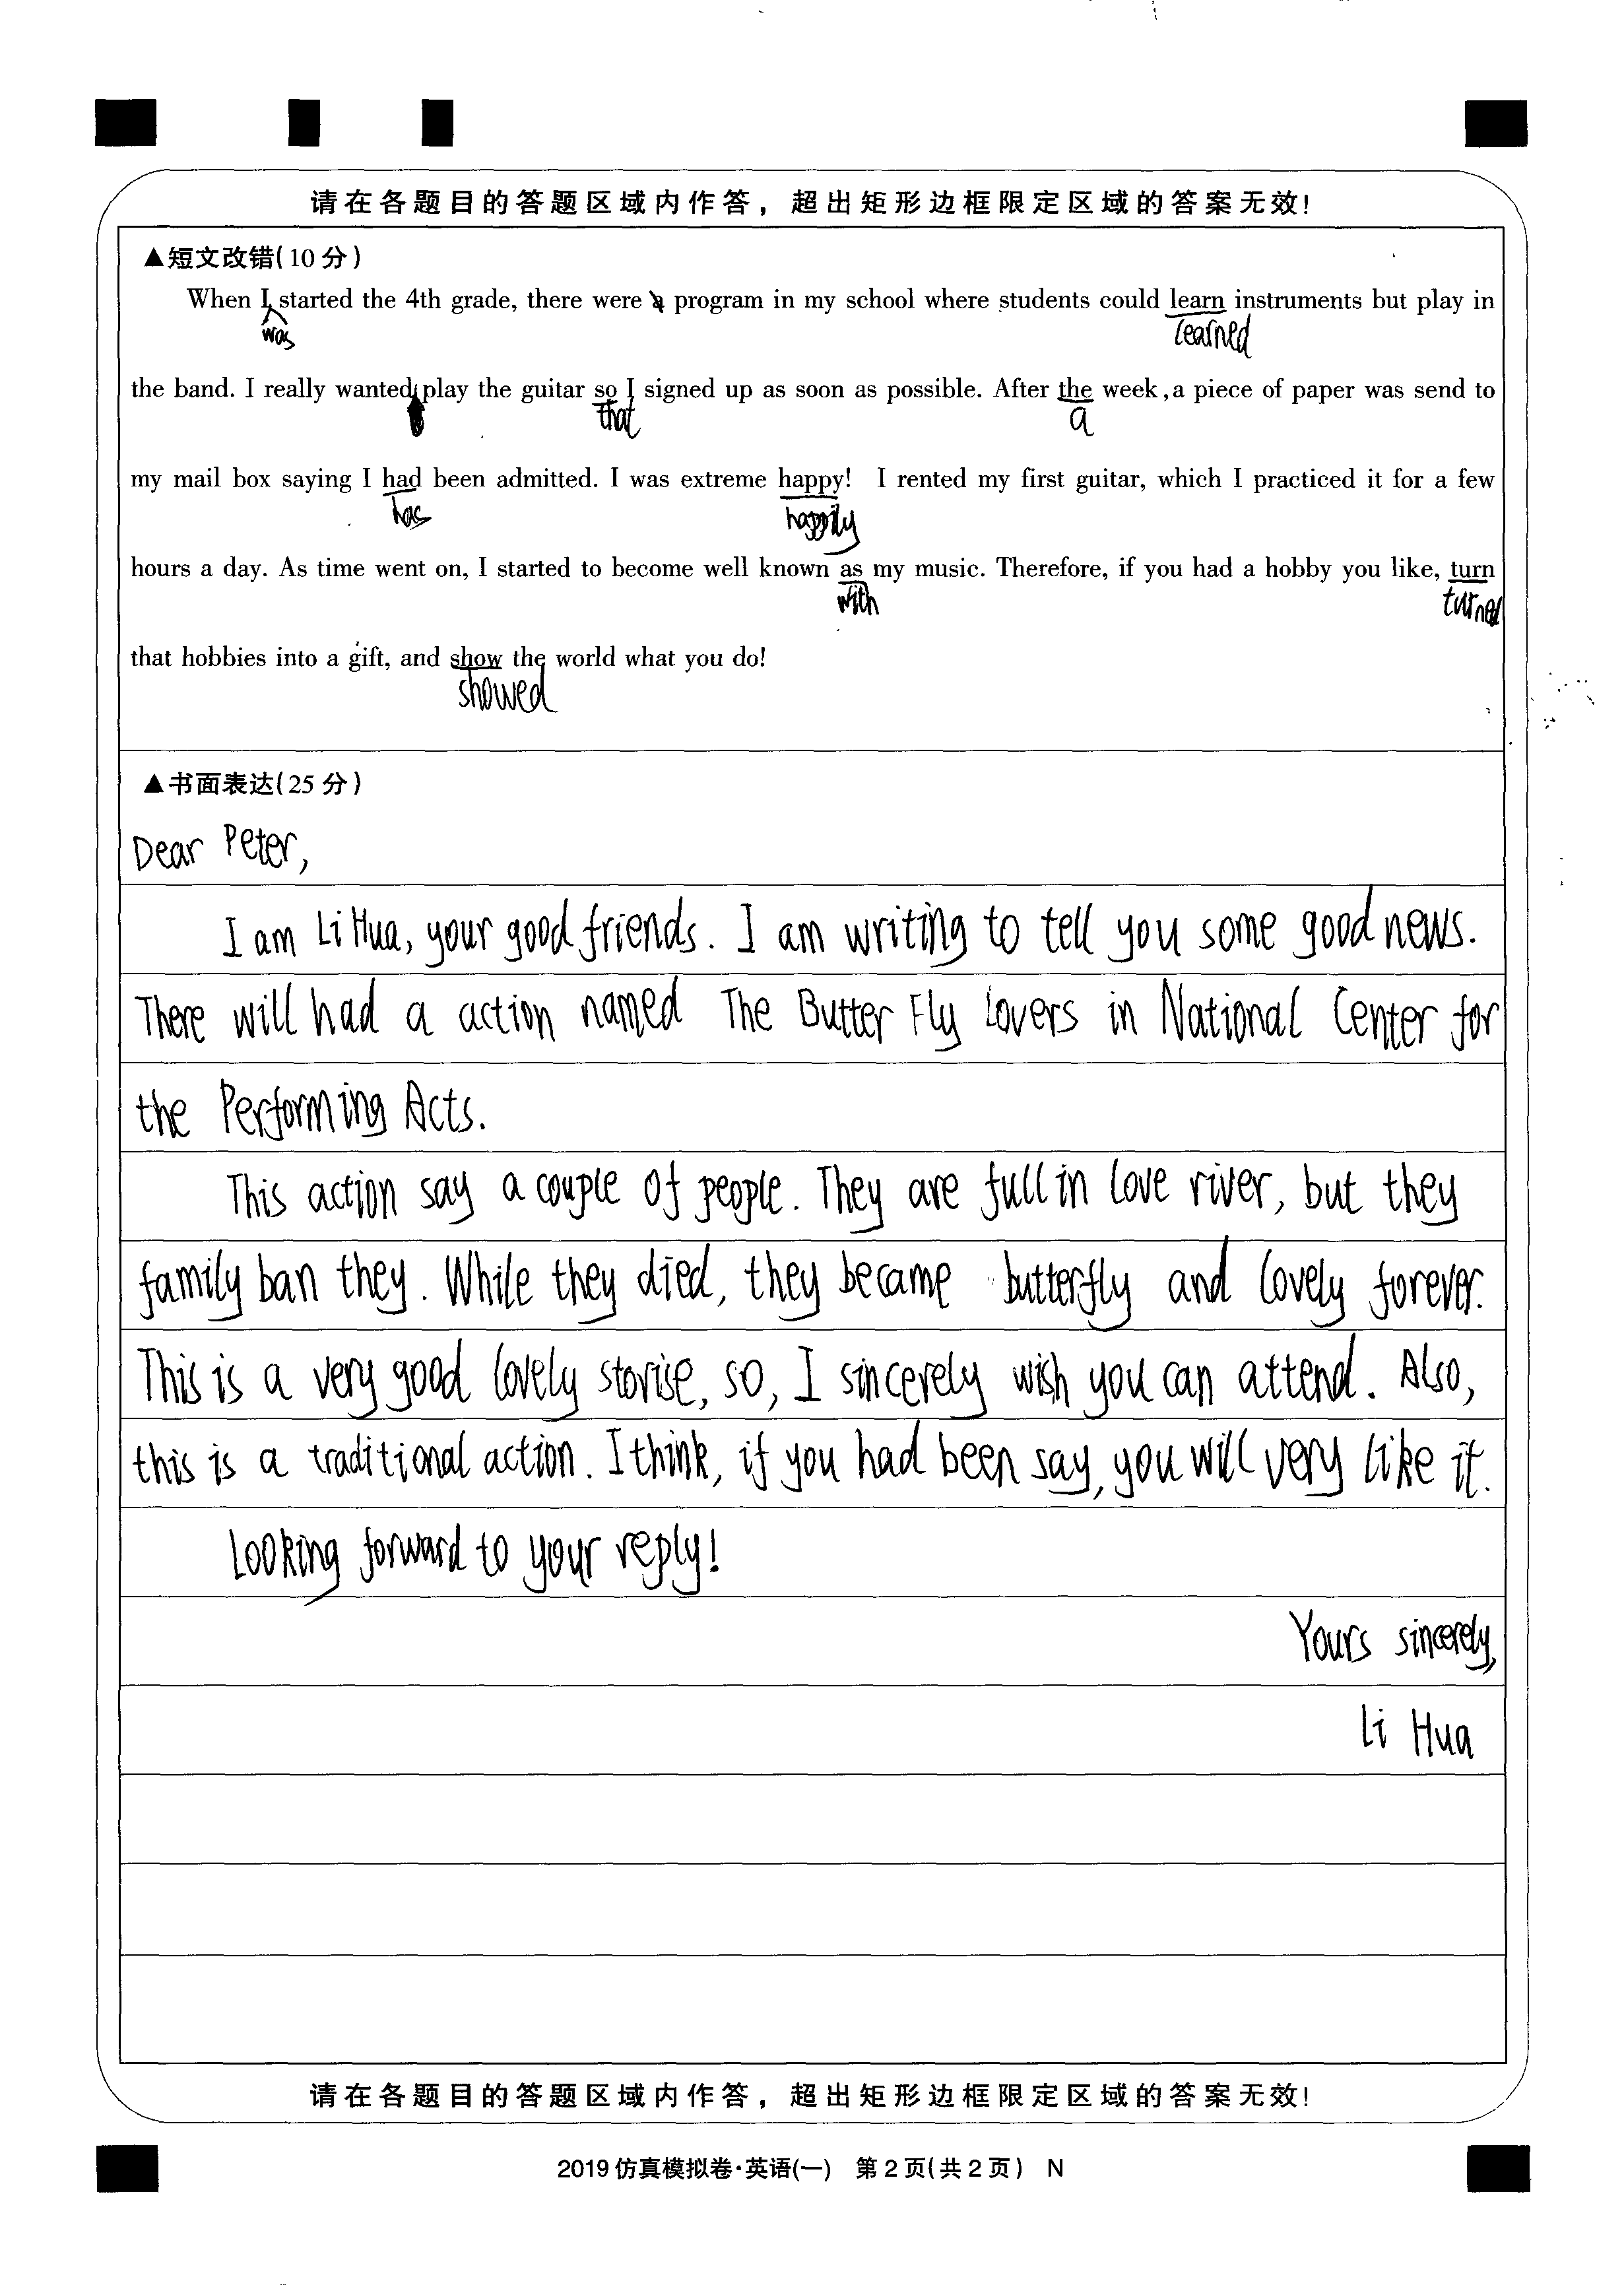 请在各题目的答题区域内作答，超出矩形边框限定区域的答案无效！
▲短文改错(10分)
When I started the 4th grade, there were a program in my school where students could learn instruments but play in
was learned
the band. I really wanted play the guitar so I signed up as soon as possible. After the week, a piece of paper was send to
that a
my mail box saying I had been admitted. I was extreme happy! I rented my first guitar, which I practiced it for a few
has happily
hours a day. As time went on, I started to become well known as my music. Therefore, if you had a hobby you like, turn
with turned
that hobbies into a gift, and show the world what you do!
showed
▲书面表达(25分)
Dear Peter,
I am Li Hua, your good friends. I am writing to tell you some good news.
There will had a action named The Butter Fly Lovers in National Center for
the Performing Acts.
This action say a couple of people. They are full in love river, but they
family ban they. While they died, they became butterfly and lovely forever.
This is a very good lovely storise, so, I sincerely wish you can attend. Also,
this is a traditional action. I think, if you had been say, you will very like it.
Looking forward to your reply!
Yours sincerely,
Li Hua
请在各题目的答题区域内作答，超出矩形边框限定区域的答案无效！
2019仿真模拟卷·英语(一) 第2页(共2页) N